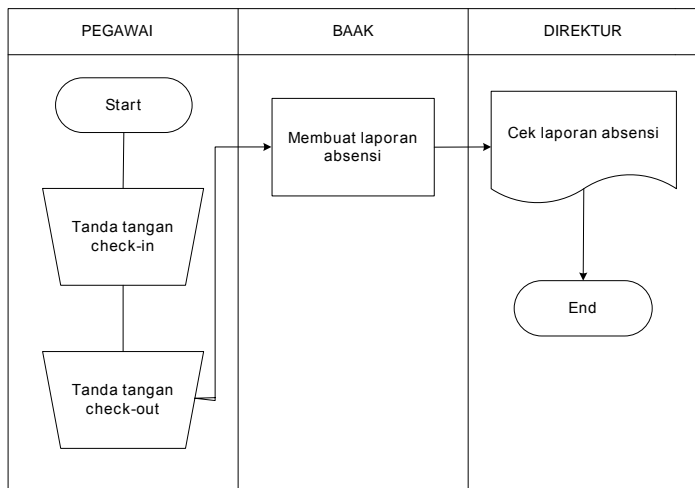 PEGAWAI
BAAK
DIREKTUR
Start
Tanda tangan
check-in
Tanda tangan
check-out
Membuat laporan
absensi
Cek laporan absensi
End